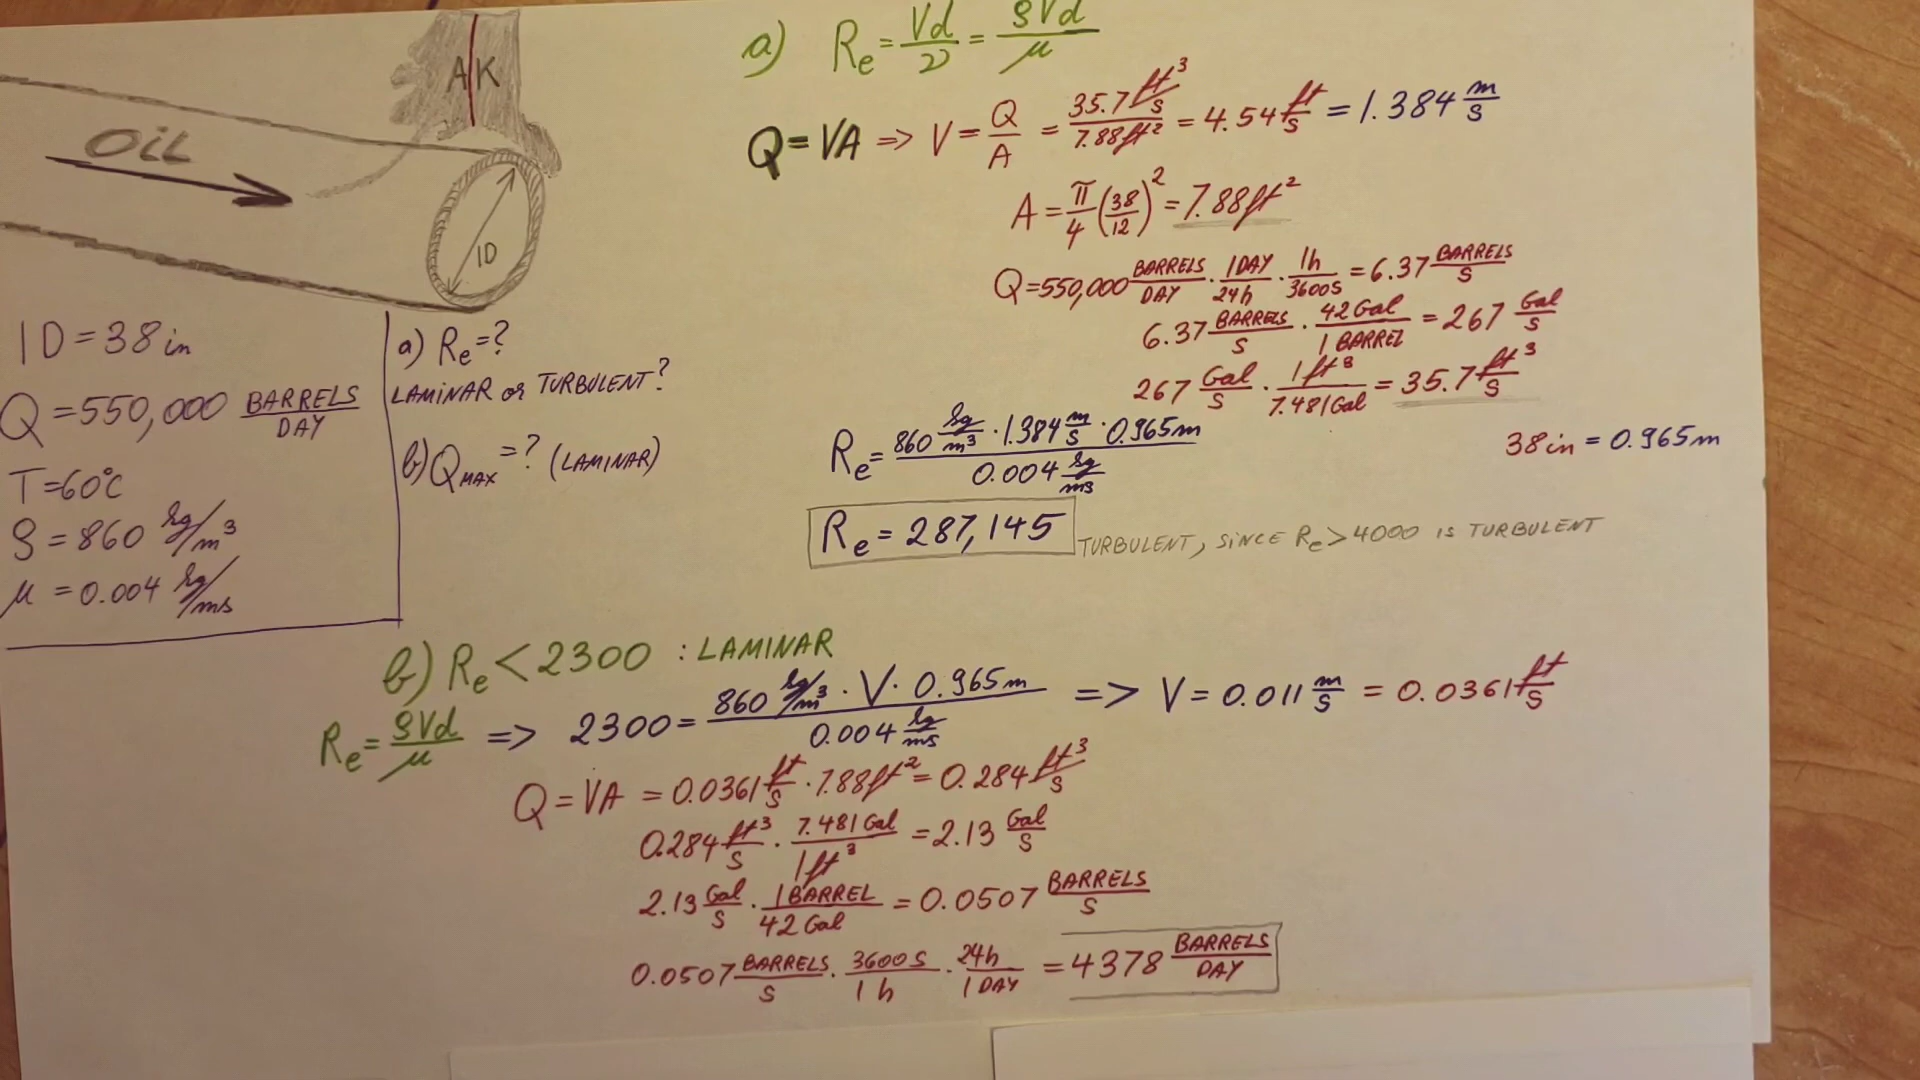 A|K
OIL
ID
ID = 38 in
Q = 550,000 BARRELS/DAY
T = 60°C
ρ = 860 kg/m³
μ = 0.004 kg/ms
a) Re = ?
LAMINAR or TURBULENT?
b) QMAX = ? (LAMINAR)
a) Re = Vd/ν = ρVd/μ
Q = VA => V = Q/A = 35.7 ft³/s / 7.88 ft² = 4.54 ft/s = 1.384 m/s
A = π/4 (38/12)² = 7.88 ft²
Q = 550,000 BARRELS/DAY · 1 DAY/24h · 1h/3600s = 6.37 BARRELS/s
6.37 BARRELS/s · 42 Gal/1 BARREL = 267 Gal/s
267 Gal/s · 1 ft³/7.481 Gal = 35.7 ft³/s
Re = 860 kg/m³ · 1.384 m/s · 0.965 m / 0.004 kg/ms
38 in = 0.965 m
Re = 287,145 TURBULENT, SINCE Re > 4000 IS TURBULENT
b) Re < 2300 : LAMINAR
Re = ρVd/μ => 2300 = 860 kg/m³ · V · 0.965 m / 0.004 kg/ms => V = 0.011 m/s = 0.0361 ft/s
Q = VA = 0.0361 ft/s · 7.88 ft² = 0.284 ft³/s
0.284 ft³/s · 7.481 Gal/1 ft³ = 2.13 Gal/s
2.13 Gal/s · 1 BARREL/42 Gal = 0.0507 BARRELS/s
0.0507 BARRELS/s · 3600 s/1 h · 24h/1 DAY = 4378 BARRELS/DAY